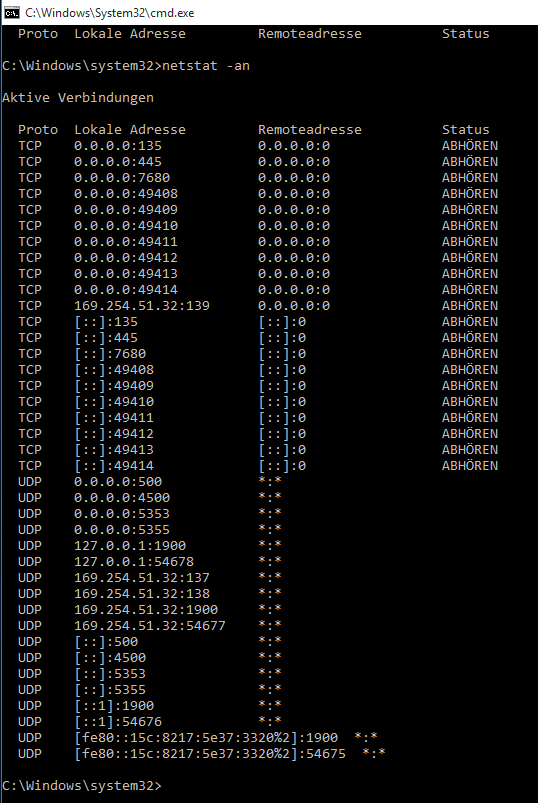 C:\Windows\System32\cmd.exe
Proto  Lokale Adresse         Remoteadresse          Status
C:\Windows\system32>netstat -an
Aktive Verbindungen
Proto  Lokale Adresse         Remoteadresse          Status
TCP    0.0.0.0:135            0.0.0.0:0              ABHÖREN
TCP    0.0.0.0:445            0.0.0.0:0              ABHÖREN
TCP    0.0.0.0:7680           0.0.0.0:0              ABHÖREN
TCP    0.0.0.0:49408          0.0.0.0:0              ABHÖREN
TCP    0.0.0.0:49409          0.0.0.0:0              ABHÖREN
TCP    0.0.0.0:49410          0.0.0.0:0              ABHÖREN
TCP    0.0.0.0:49411          0.0.0.0:0              ABHÖREN
TCP    0.0.0.0:49412          0.0.0.0:0              ABHÖREN
TCP    0.0.0.0:49413          0.0.0.0:0              ABHÖREN
TCP    0.0.0.0:49414          0.0.0.0:0              ABHÖREN
TCP    169.254.51.32:139      0.0.0.0:0              ABHÖREN
TCP    [::]:135               [::]:0                 ABHÖREN
TCP    [::]:445               [::]:0                 ABHÖREN
TCP    [::]:7680              [::]:0                 ABHÖREN
TCP    [::]:49408             [::]:0                 ABHÖREN
TCP    [::]:49409             [::]:0                 ABHÖREN
TCP    [::]:49410             [::]:0                 ABHÖREN
TCP    [::]:49411             [::]:0                 ABHÖREN
TCP    [::]:49412             [::]:0                 ABHÖREN
TCP    [::]:49413             [::]:0                 ABHÖREN
TCP    [::]:49414             [::]:0                 ABHÖREN
UDP    0.0.0.0:500            *:*
UDP    0.0.0.0:4500           *:*
UDP    0.0.0.0:5353           *:*
UDP    0.0.0.0:5355           *:*
UDP    127.0.0.1:1900         *:*
UDP    127.0.0.1:54678        *:*
UDP    169.254.51.32:137      *:*
UDP    169.254.51.32:138      *:*
UDP    169.254.51.32:1900     *:*
UDP    169.254.51.32:54677    *:*
UDP    [::]:500               *:*
UDP    [::]:4500              *:*
UDP    [::]:5353              *:*
UDP    [::]:5355              *:*
UDP    [::1]:1900             *:*
UDP    [::1]:54676            *:*
UDP    [fe80::15c:8217:5e37:3320%2]:1900  *:*
UDP    [fe80::15c:8217:5e37:3320%2]:54675  *:*
C:\Windows\system32>